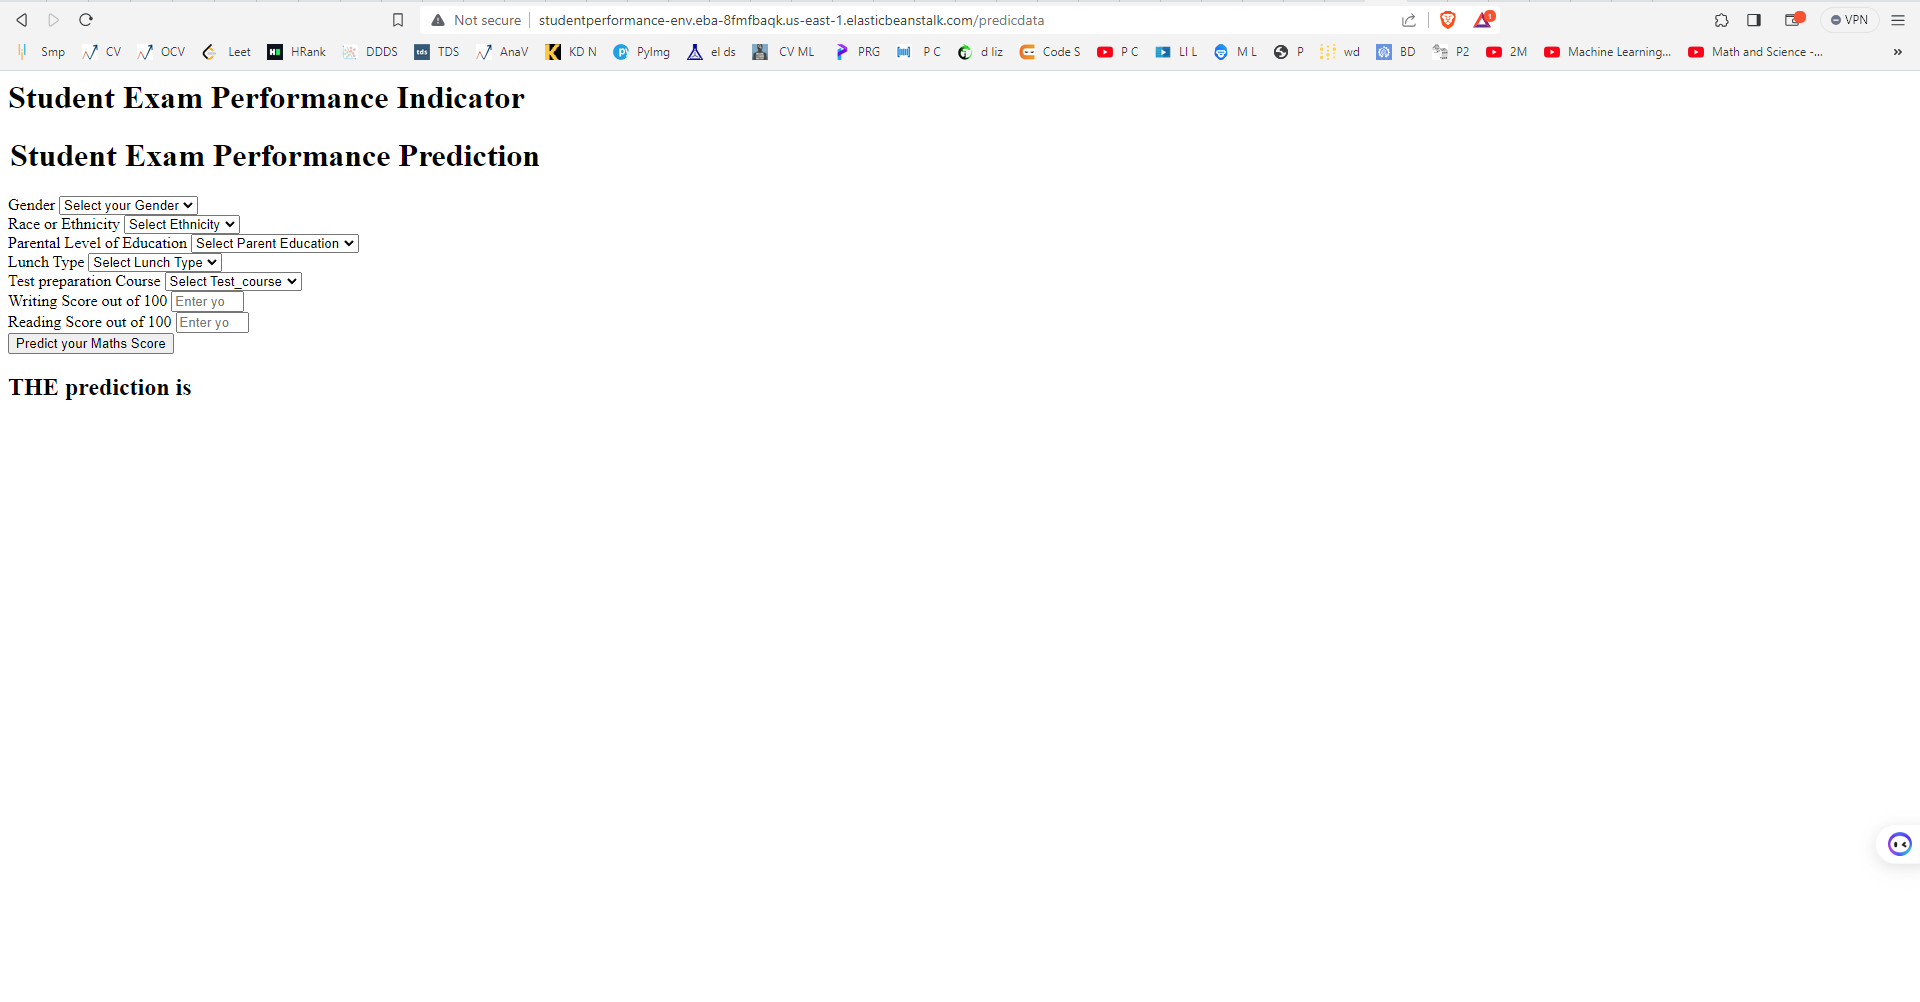 Not secure studentperformance-env.eba-8fmfbaqk.us-east-1.elasticbeanstalk.com/predicdata 1 VPN
Smp CV OCV Leet HRank DDDS tds TDS AnaV KD N PyImg el ds CV ML PRG P C d liz Code S P C LI L M L P wd BD P2 2M Machine Learning... Math and Science -... »
Student Exam Performance Indicator
Student Exam Performance Prediction
Gender Select your Gender
Race or Ethnicity Select Ethnicity
Parental Level of Education Select Parent Education
Lunch Type Select Lunch Type
Test preparation Course Select Test_course
Writing Score out of 100 Enter yo
Reading Score out of 100 Enter yo
Predict your Maths Score
THE prediction is